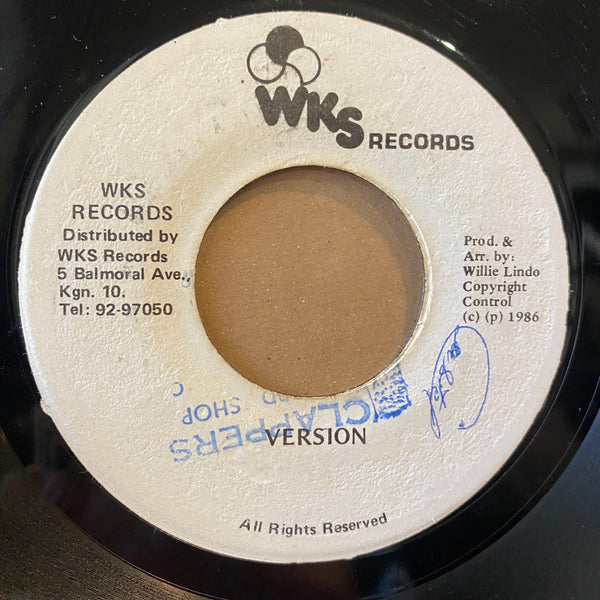 WKS RECORDS
WKS
RECORDS
Distributed by
WKS Records
5 Balmoral Ave.,
Kgn. 10.
Tel: 92-97050
Prod. &
Arr. by:
Willie Lindo
Copyright
Control
(c) (p) 1986
CLAPPERS
SHOP
VERSION
All Rights Reserved